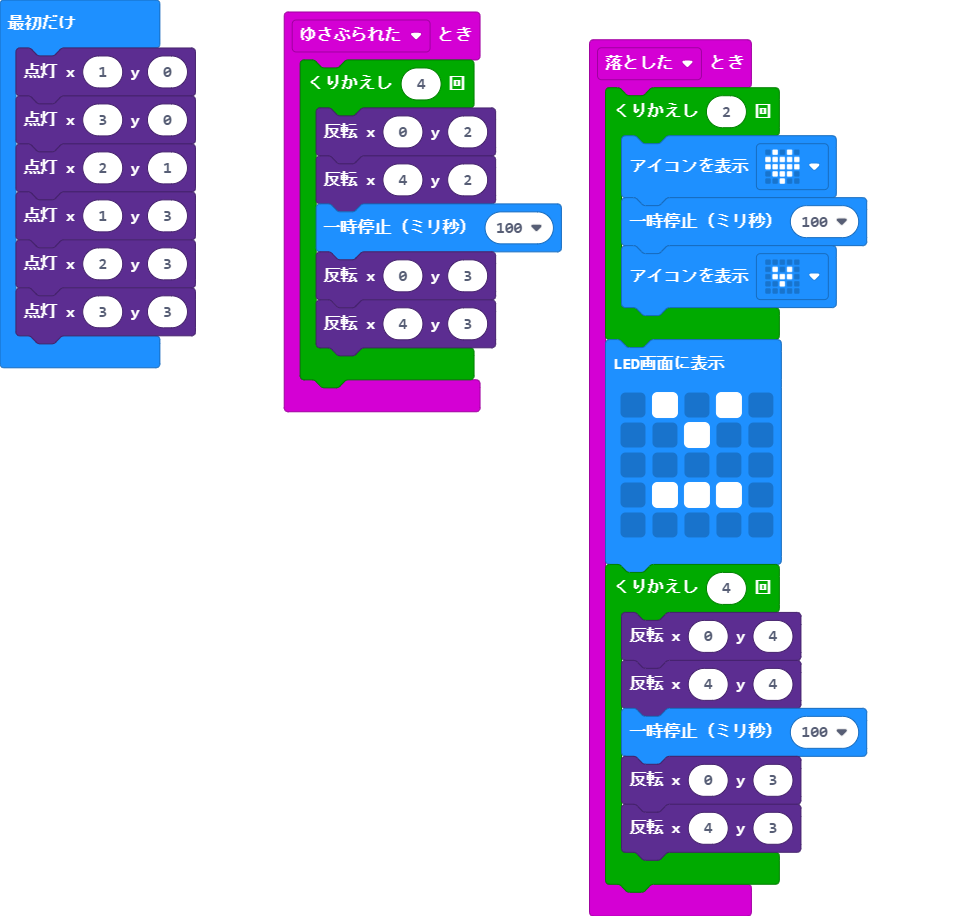 最初だけ
点灯 x 1 y 0
点灯 x 3 y 0
点灯 x 2 y 1
点灯 x 1 y 3
点灯 x 2 y 3
点灯 x 3 y 3
ゆさぶられた とき
くりかえし 4 回
反転 x 0 y 2
反転 x 4 y 2
一時停止（ミリ秒） 100
反転 x 0 y 3
反転 x 4 y 3
落とした とき
くりかえし 2 回
アイコンを表示
一時停止（ミリ秒） 100
アイコンを表示
LED画面に表示
くりかえし 4 回
反転 x 0 y 4
反転 x 4 y 4
一時停止（ミリ秒） 100
反転 x 0 y 3
反転 x 4 y 3